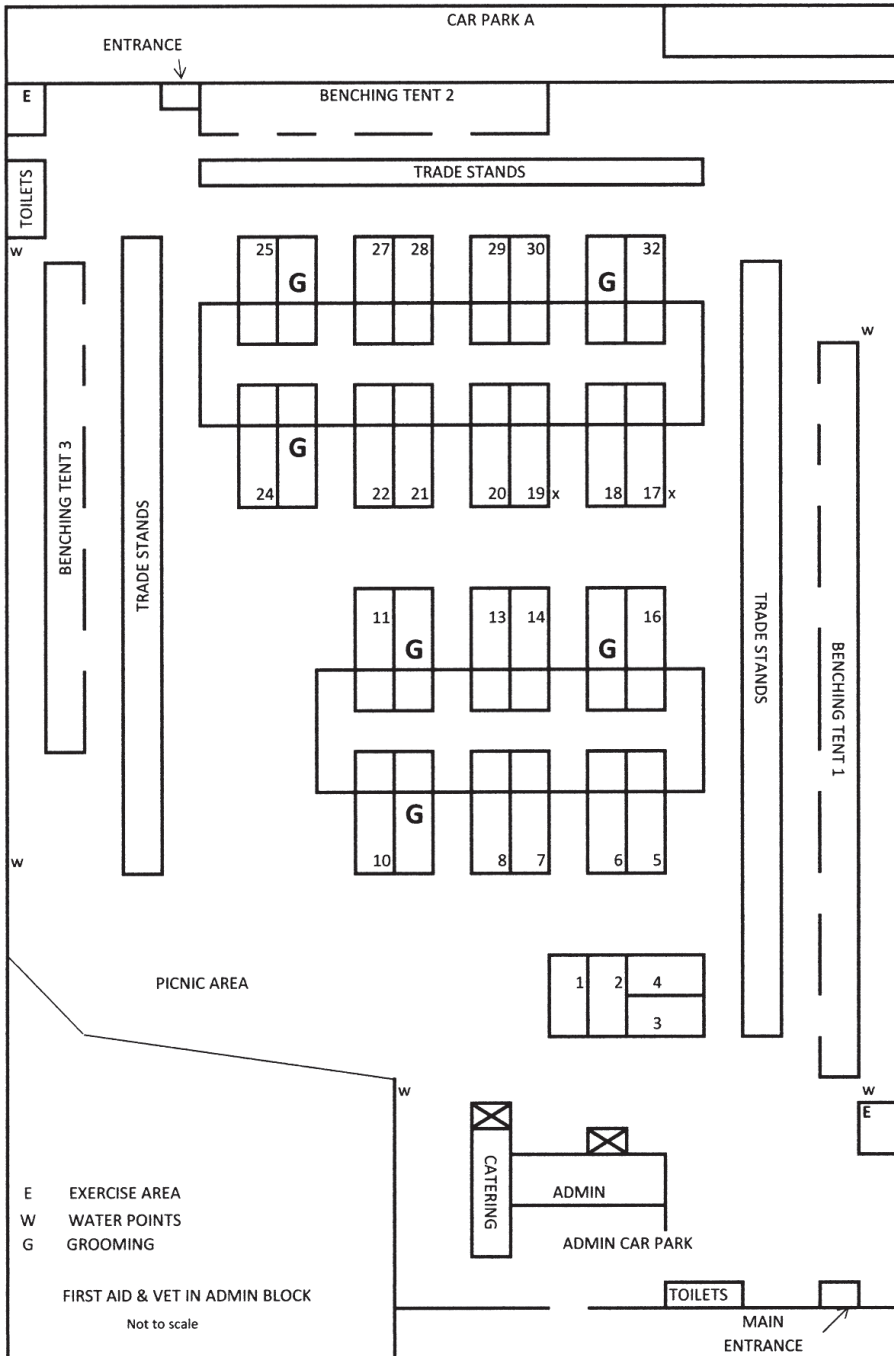 CAR PARK A
ENTRANCE
E
BENCHING TENT 2
TRADE STANDS
TOILETS
W
25 G 27 28 29 30 G 32
W
24 G 22 21 20 19 x 18 17 x
BENCHING TENT 3
TRADE STANDS
11 G 13 14 G 16
TRADE STANDS
BENCHING TENT 1
10 G 8 7 6 5
W
PICNIC AREA
1 2 4
3
W
W
E
CATERING
ADMIN
ADMIN CAR PARK
E EXERCISE AREA
W WATER POINTS
G GROOMING
FIRST AID & VET IN ADMIN BLOCK
Not to scale
TOILETS
MAIN
ENTRANCE